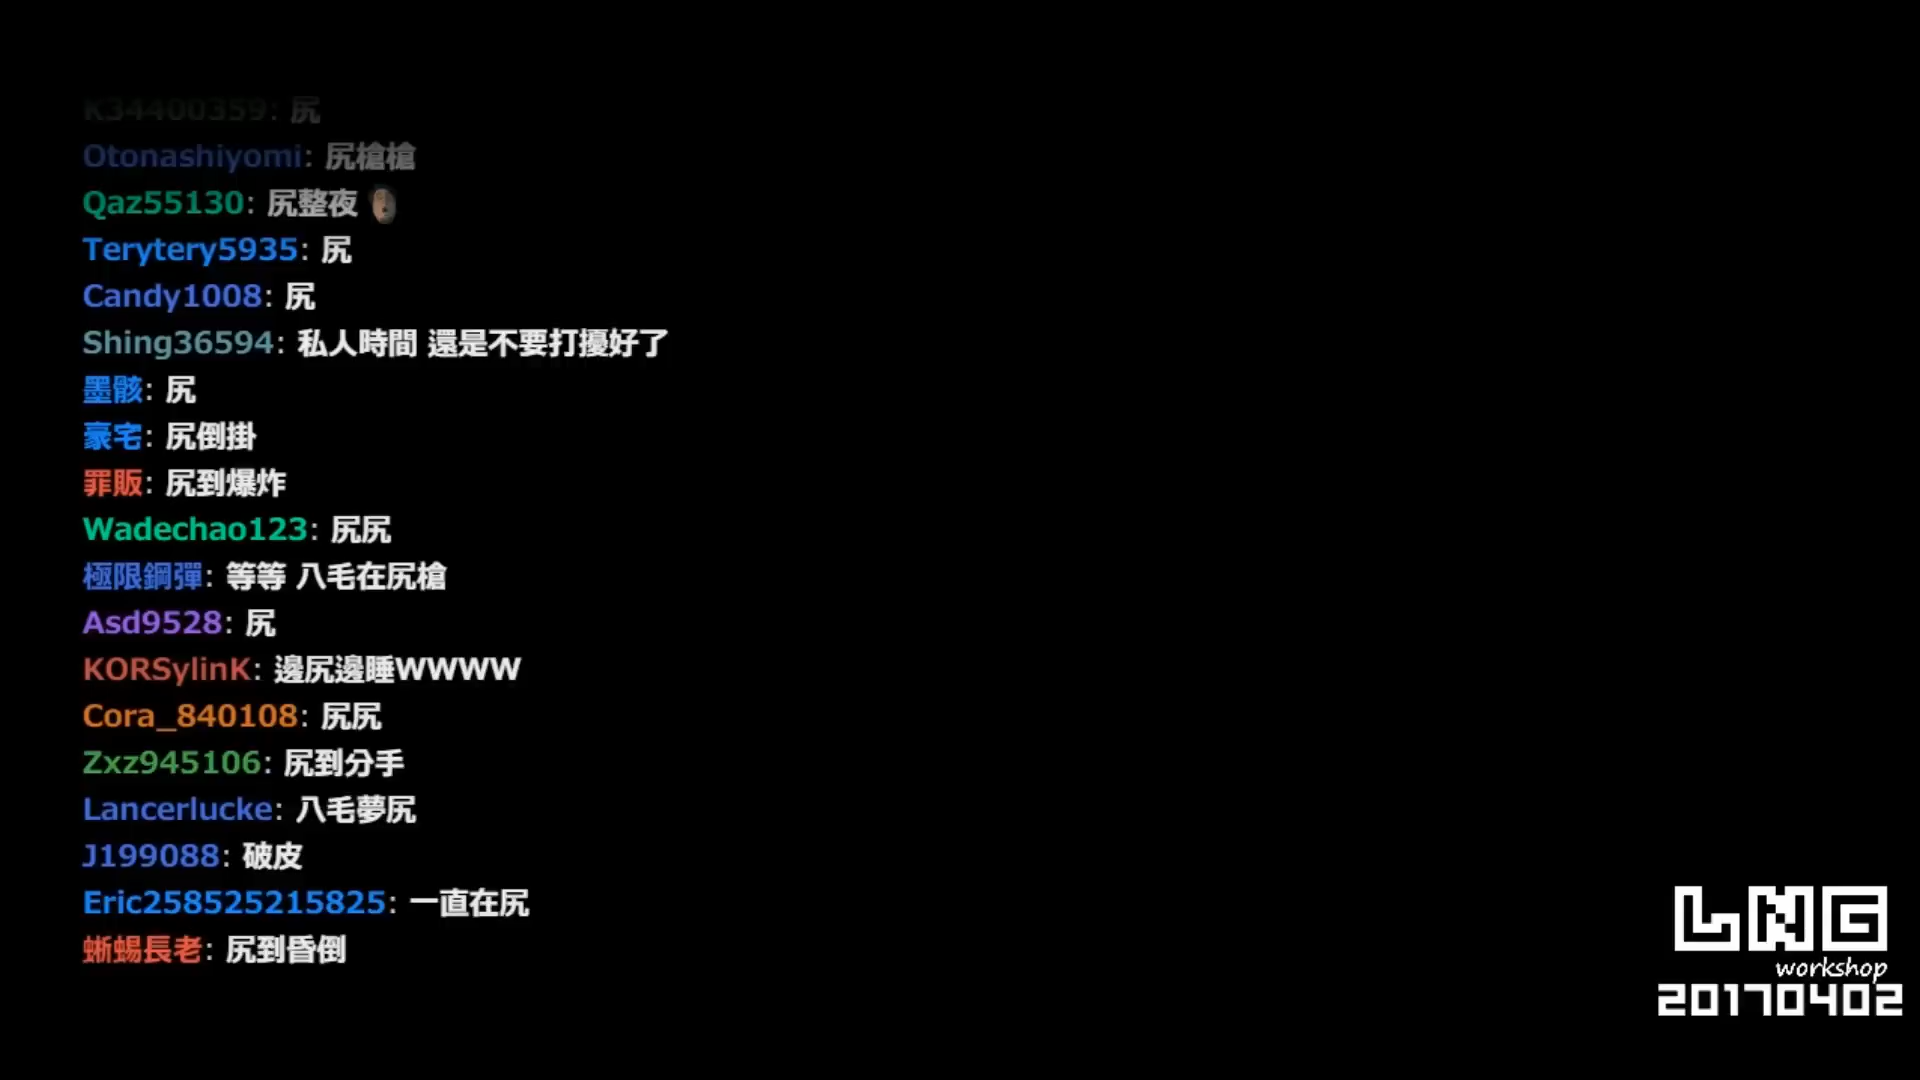 K34400359: 尻
Otonashiyomi: 尻槍槍
Qaz55130: 尻整夜
Terytery5935: 尻
Candy1008: 尻
Shing36594: 私人時間 還是不要打擾好了
墨骸: 尻
豪宅: 尻倒掛
罪販: 尻到爆炸
Wadechao123: 尻尻
極限鋼彈: 等等 八毛在尻槍
Asd9528: 尻
KORSylinK: 邊尻邊睡WWWW
Cora_840108: 尻尻
Zxz945106: 尻到分手
Lancerlucke: 八毛夢尻
J199088: 破皮
Eric258525215825: 一直在尻
蜥蜴長老: 尻到昏倒
LNG
workshop
20170402